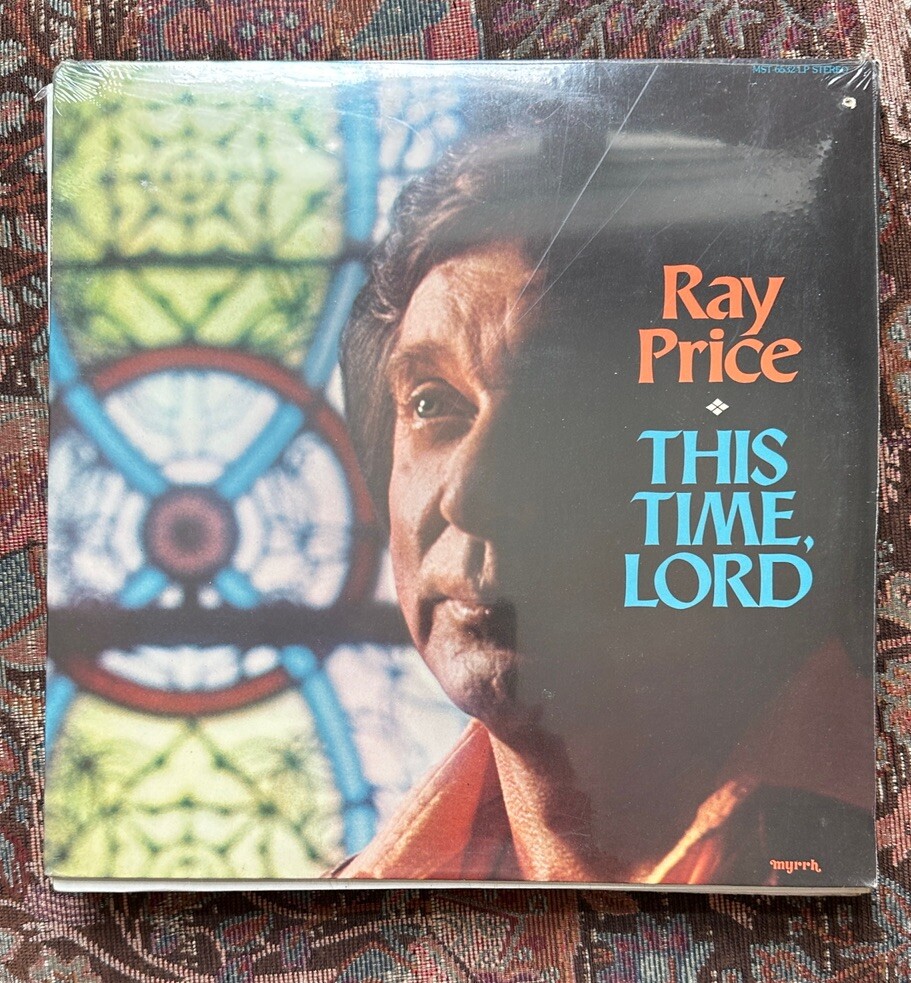 MST-6532-LP STEREO
Ray
Price
THIS
TIME,
LORD
myrrh